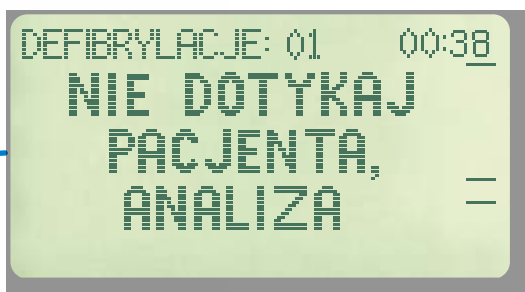 DEFIBRYLACJE: 01 00:38
NIE DOTYKAJ
PACJENTA,
ANALIZA